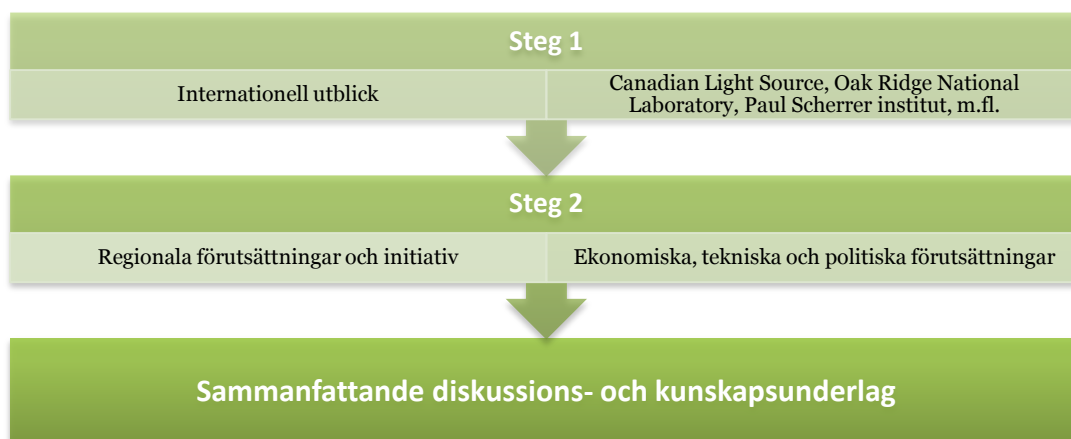 Steg 1
Internationell utblick
Canadian Light Source, Oak Ridge National
Laboratory, Paul Scherrer institut, m.fl.
Steg 2
Regionala förutsättningar och initiativ
Ekonomiska, tekniska och politiska förutsättningar
Sammanfattande diskussions- och kunskapsunderlag